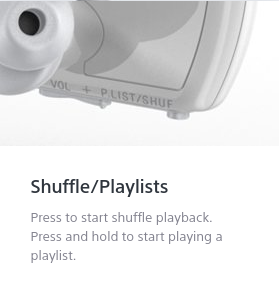 VOL + P.LIST/SHUF
Shuffle/Playlists
Press to start shuffle playback.
Press and hold to start playing a
playlist.